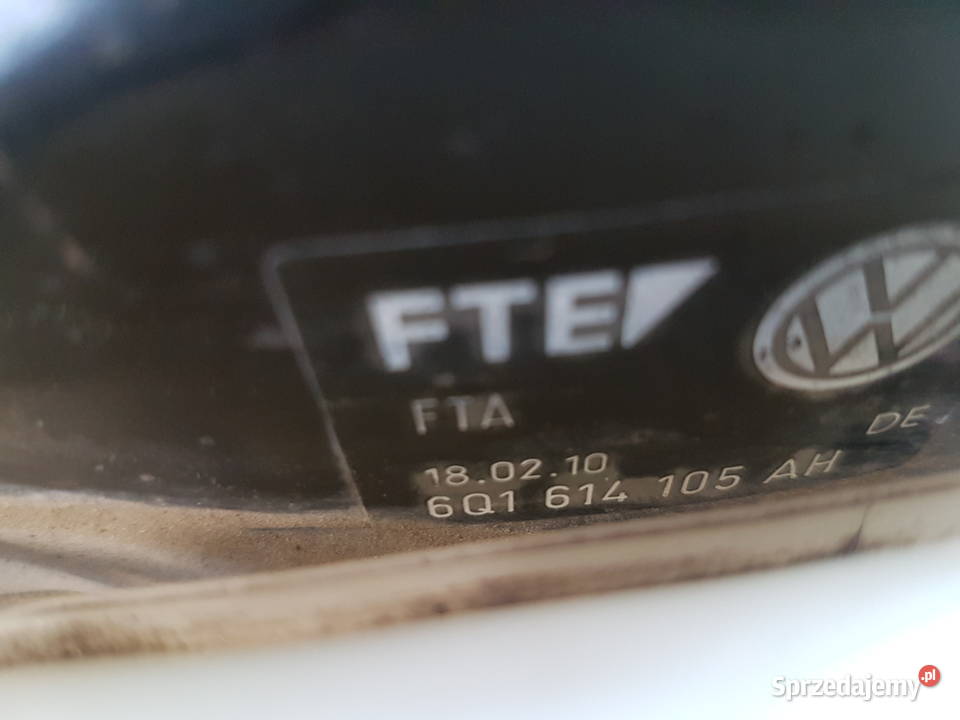 FTE
FTA
DE
18.02.10
6Q1 614 105 AH
Sprzedajemy.pl